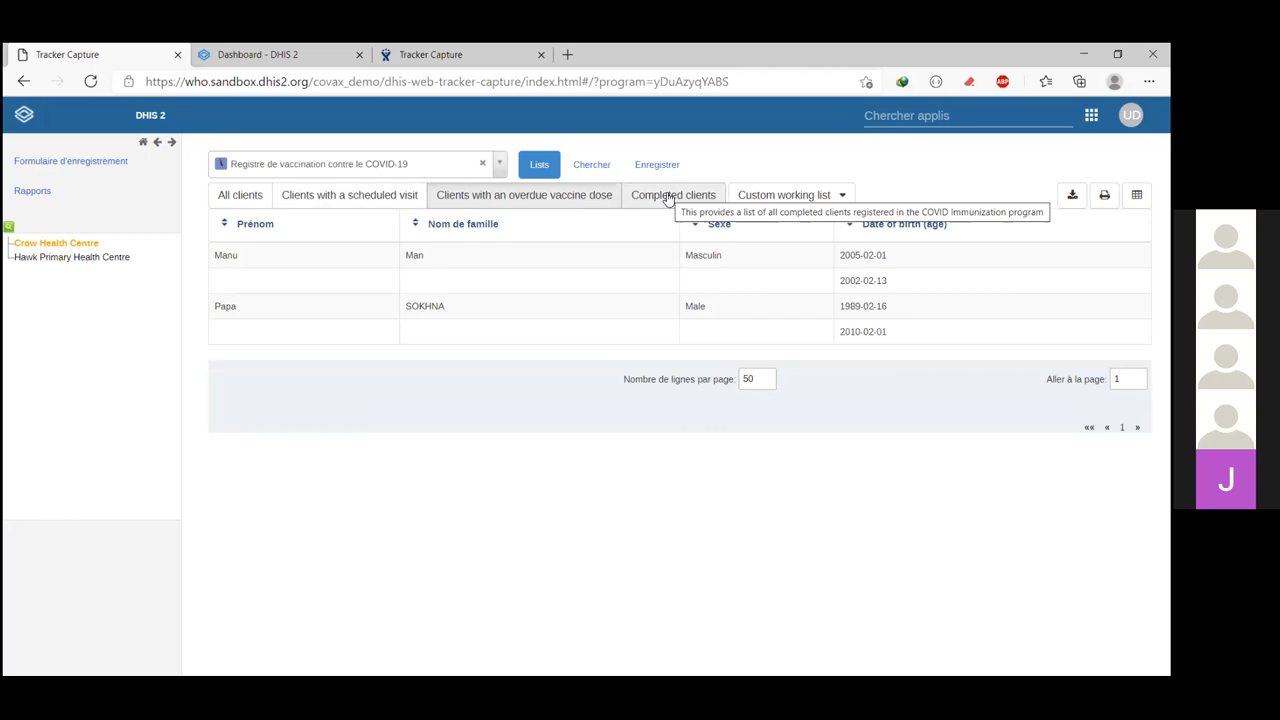 Tracker Capture
Dashboard - DHIS 2
Tracker Capture
https://who.sandbox.dhis2.org/covax_demo/dhis-web-tracker-capture/index.html#/?program=yDuAzyqYABS
ABP
DHIS 2
Chercher applis
UD
Formulaire d'enregistrement
Rapports
Crow Health Centre
Hawk Primary Health Centre
Registre de vaccination contre le COVID-19
Lists
Chercher
Enregistrer
All clients
Clients with a scheduled visit
Clients with an overdue vaccine dose
Completed clients
Custom working list
This provides a list of all completed clients registered in the COVID Immunization program
Prénom
Nom de famille
Sexe
Date of birth (age)
Manu
Man
Masculin
2005-02-01
2002-02-13
Papa
SOKHNA
Male
1989-02-16
2010-02-01
Nombre de lignes par page:
50
Aller à la page:
1
«« « 1 »
J